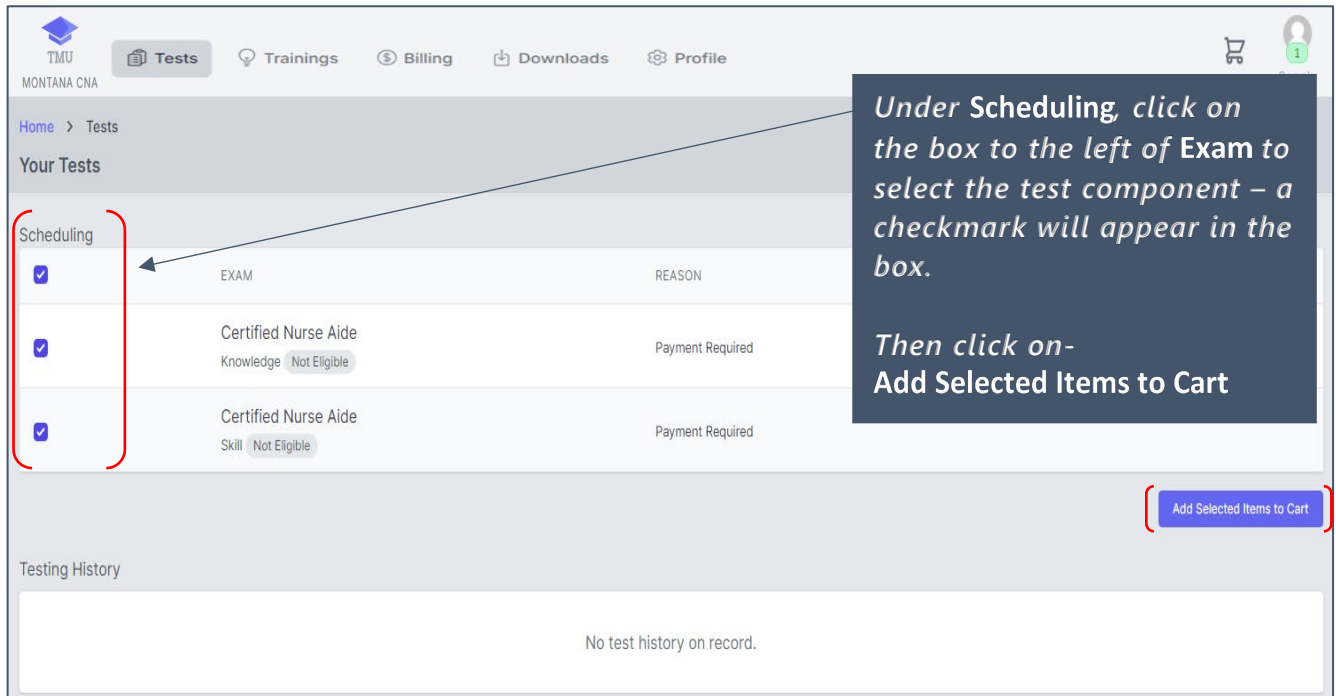 TMU
MONTANA CNA
Tests
Trainings
Billing
Downloads
Profile
1
Home > Tests
Your Tests
Under Scheduling, click on
the box to the left of Exam to
select the test component – a
checkmark will appear in the
box.
Then click on-
Add Selected Items to Cart
Scheduling
EXAM
REASON
Certified Nurse Aide
Knowledge Not Eligible
Payment Required
Certified Nurse Aide
Skill Not Eligible
Payment Required
Add Selected Items to Cart
Testing History
No test history on record.